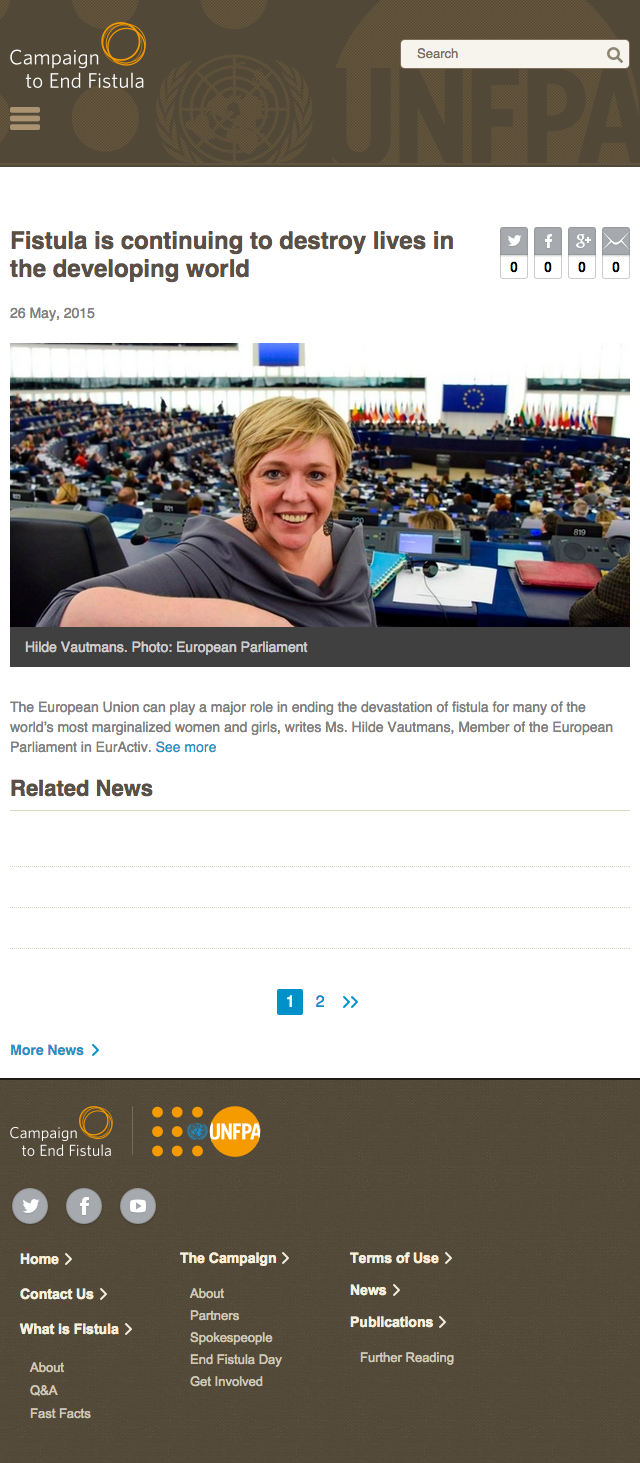 Campaign
to End Fistula
Search
UNFPA
Fistula is continuing to destroy lives in
the developing world
0 0 0 0
26 May, 2015
819
Hilde Vautmans. Photo: European Parliament
The European Union can play a major role in ending the devastation of fistula for many of the
world’s most marginalized women and girls, writes Ms. Hilde Vautmans, Member of the European
Parliament in EurActiv. See more
Related News
1 2 >>
More News >
Campaign
to End Fistula
UNFPA
Home >
Contact Us >
What is Fistula >
About
Q&A
Fast Facts
The Campaign >
About
Partners
Spokespeople
End Fistula Day
Get Involved
Terms of Use >
News >
Publications >
Further Reading